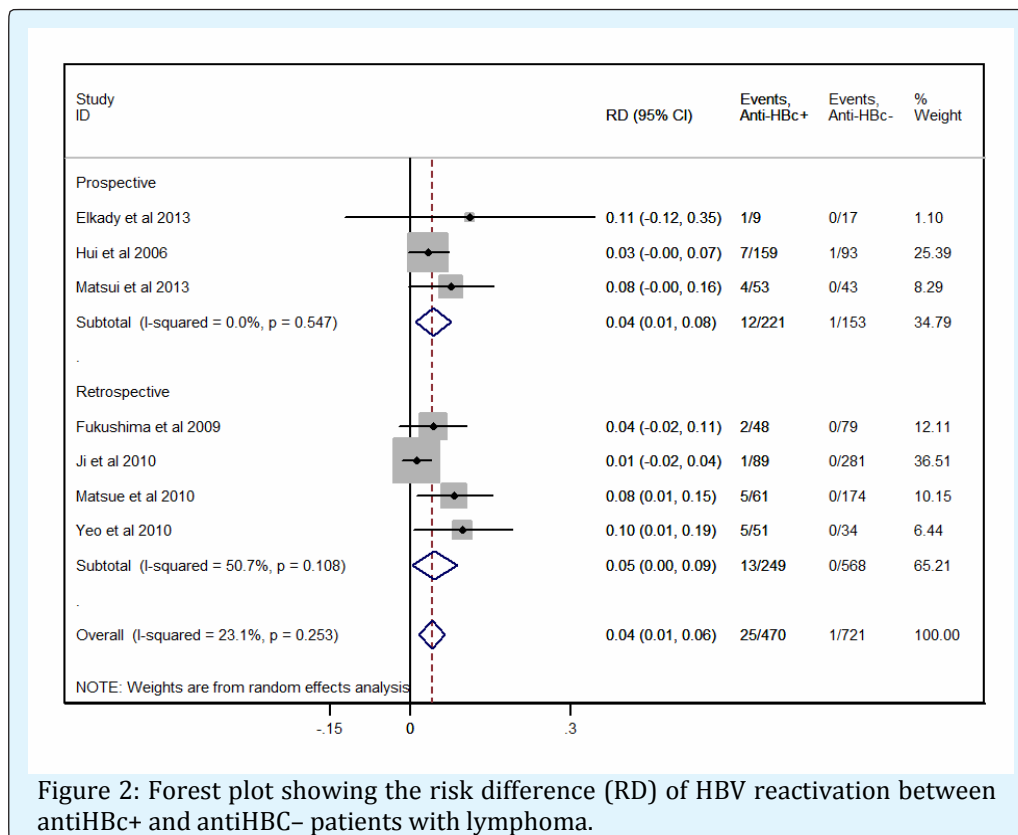 Study
ID
RD (95% CI)
Events,
Anti-HBc+
Events,
Anti-HBc-
%
Weight
Prospective
Elkady et al 2013 0.11 (-0.12, 0.35) 1/9 0/17 1.10
Hui et al 2006 0.03 (-0.00, 0.07) 7/159 1/93 25.39
Matsui et al 2013 0.08 (-0.00, 0.16) 4/53 0/43 8.29
Subtotal (I-squared = 0.0%, p = 0.547) 0.04 (0.01, 0.08) 12/221 1/153 34.79
.
Retrospective
Fukushima et al 2009 0.04 (-0.02, 0.11) 2/48 0/79 12.11
Ji et al 2010 0.01 (-0.02, 0.04) 1/89 0/281 36.51
Matsue et al 2010 0.08 (0.01, 0.15) 5/61 0/174 10.15
Yeo et al 2010 0.10 (0.01, 0.19) 5/51 0/34 6.44
Subtotal (I-squared = 50.7%, p = 0.108) 0.05 (0.00, 0.09) 13/249 0/568 65.21
.
Overall (I-squared = 23.1%, p = 0.253) 0.04 (0.01, 0.06) 25/470 1/721 100.00
NOTE: Weights are from random effects analysis
-.15 0 .3
Figure 2: Forest plot showing the risk difference (RD) of HBV reactivation between
antiHBc+ and antiHBC– patients with lymphoma.